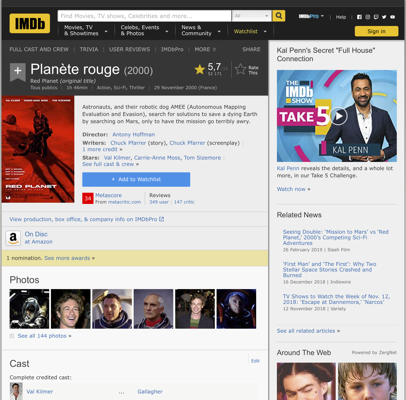 IMDb
Find Movies, TV shows, Celebrities and more...
All
IMDbPro
Help
Movies, TV
& Showtimes
Celebs, Events
& Photos
News &
Community
Watchlist
Sign in
FULL CAST AND CREW | TRIVIA | USER REVIEWS | IMDbPro | MORE
SHARE
Planète rouge (2000)
Red Planet (original title)
Tous publics | 1h 46min | Action, Sci-Fi, Thriller | 29 November 2000 (France)
5,7
/10
52 171
Rate
This
VAL KILMER
CARRIE-ANNE MOSS
RED PLANET
Astronauts, and their robotic dog AMEE (Autonomous Mapping
Evaluation and Evasion), search for solutions to save a dying Earth
by searching on Mars, only to have the mission go terribly awry.
Director: Antony Hoffman
Writers: Chuck Pfarrer (story), Chuck Pfarrer (screenplay) |
1 more credit »
Stars: Val Kilmer, Carrie-Anne Moss, Tom Sizemore |
See full cast & crew »
+ Add to Watchlist
34
Metascore
From metacritic.com
Reviews
349 user | 147 critic
View production, box office, & company info on IMDbPro
a
On Disc
at Amazon
1 nomination. See more awards »
Photos
See all 144 photos »
Cast
Edit
Complete credited cast:
Val Kilmer ... Gallagher
Kal Penn's Secret "Full House"
Connection
THE
IMDb
SHOW
TAKE
5
KAL PENN
Kal Penn reveals the details, and a whole lot
more, in our Take 5 Challenge.
Watch now »
Related News
Seeing Double: 'Mission to Mars' vs 'Red
Planet,' 2000's Competing Sci-Fi
Adventures
26 February 2019 | Slash Film
'First Man' and 'The First': Why Two
Stellar Space Stories Crashed and
Burned
16 December 2018 | Indiewire
TV Shows to Watch the Week of Nov. 12,
2018: 'Escape at Dannemora,' 'Narcos'
12 November 2018 | Variety
See all related articles »
Around The Web
Powered by ZergNet